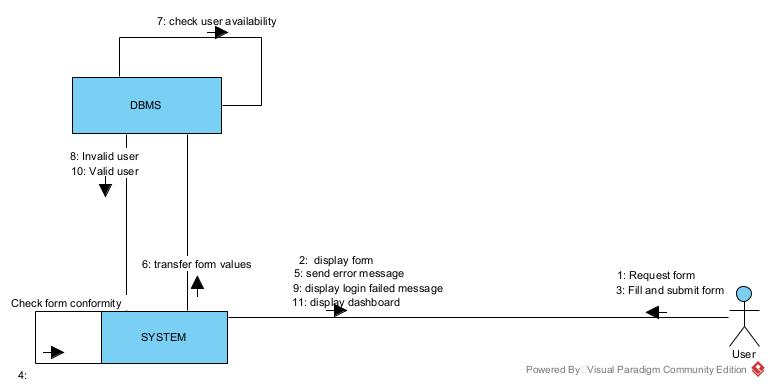 7: check user availability
DBMS
8: Invalid user
10: Valid user
6: transfer form values
2: display form
5: send error message
9: display login failed message
11: display dashboard
1: Request form
3: Fill and submit form
Check form conformity
SYSTEM
4:
User
Powered By Visual Paradigm Community Edition